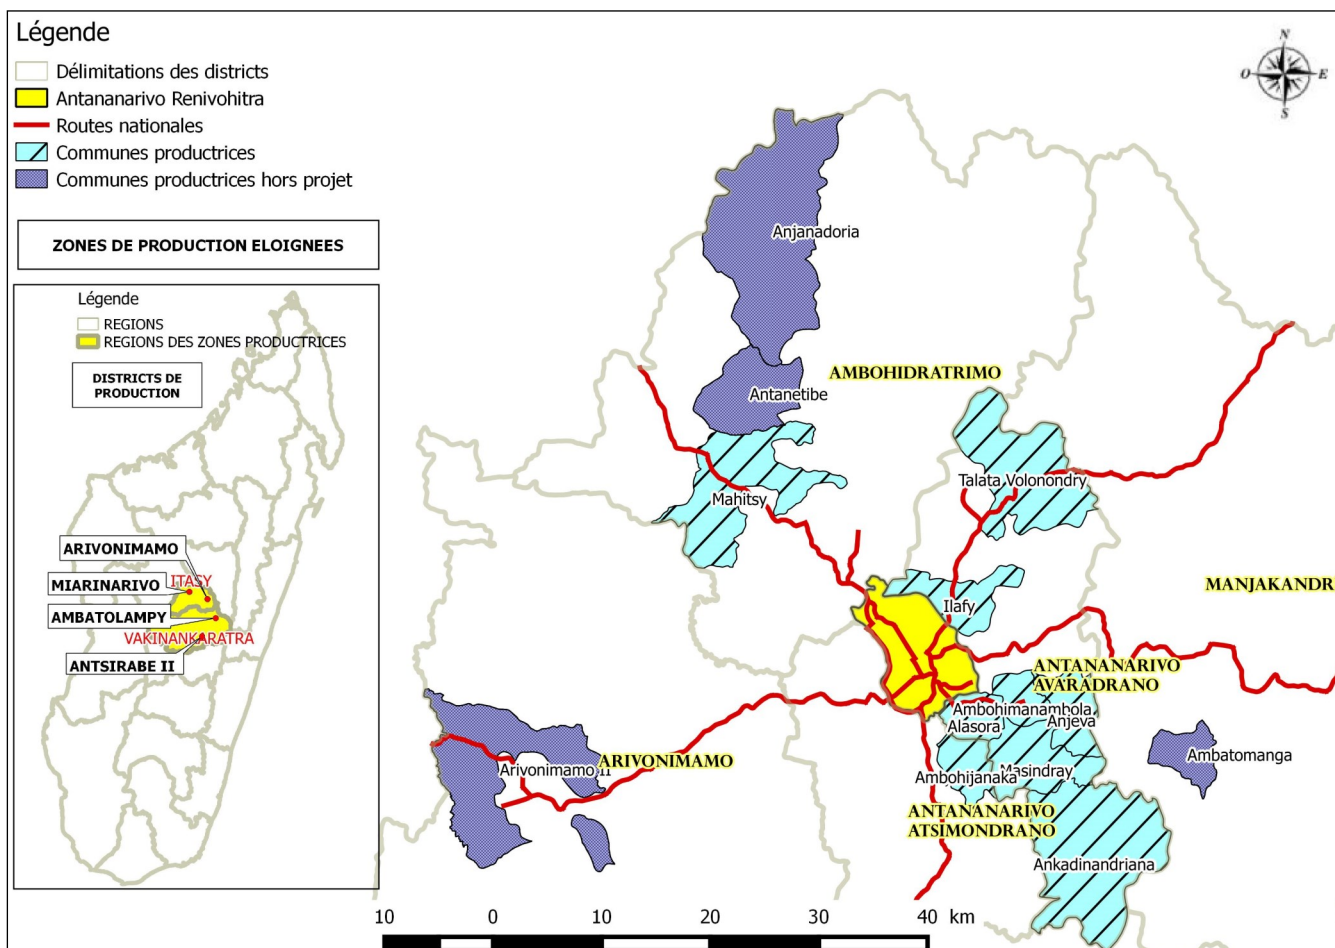 Légende
Délimitations des districts
Antananarivo Renivohitra
Routes nationales
Communes productrices
Communes productrices hors projet
ZONES DE PRODUCTION ELOIGNEES
Légende
REGIONS
REGIONS DES ZONES PRODUCTRICES
DISTRICTS DE
PRODUCTION
ARIVONIMAMO
MIARINARIVO
ITASY
AMBATOLAMPY
VAKINANKARATRA
ANTSIRABE II
N
O
E
S
Anjanadoria
AMBOHIDRATRIMO
Antanetibe
Talata Volonondry
Mahitsy
MANJAKANDR
Ilafy
ANTANANARIVO
AVARADRANO
Ambohimanambola
Alasora
Anjeva
Ambatomanga
ARIVONIMAMO
Arivonimamo II
Ambohijanaka
Masindray
ANTANANARIVO
ATSIMONDRANO
Ankadinandriana
10 0 10 20 30 40 km